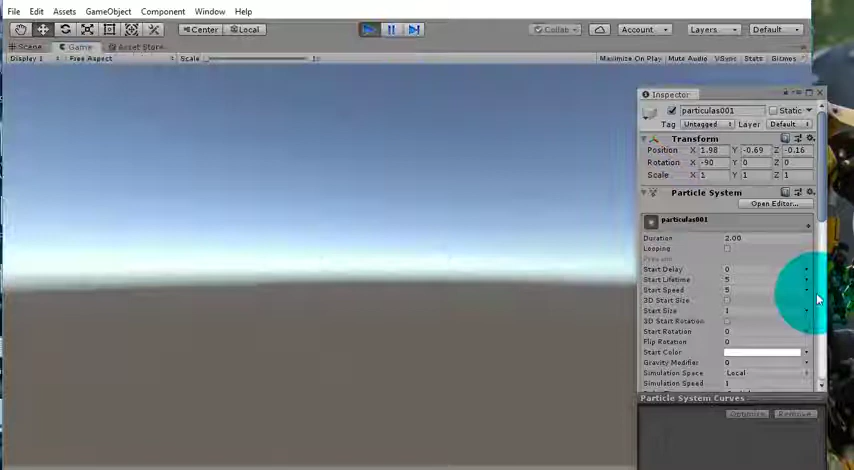 File Edit Assets GameObject Component Window Help
Center Local Collab Account Layers Default
Scene Game Asset Store
Display 1 Free Aspect Scale 1x Maximize On Play Mute Audio VSync Stats Gizmos
Inspector
particulas001 Static
Tag Untagged Layer Default
Transform
Position X 1.98 Y -0.69 Z -0.16
Rotation X -90 Y 0 Z 0
Scale X 1 Y 1 Z 1
Particle System
Open Editor...
particulas001
Duration 2.00
Looping
Prewarm
Start Delay 0
Start Lifetime 5
Start Speed 5
3D Start Size
Start Size 1
3D Start Rotation
Start Rotation 0
Flip Rotation 0
Start Color
Gravity Modifier 0
Simulation Space Local
Simulation Speed 1
Particle System Curves
Optimize Remove